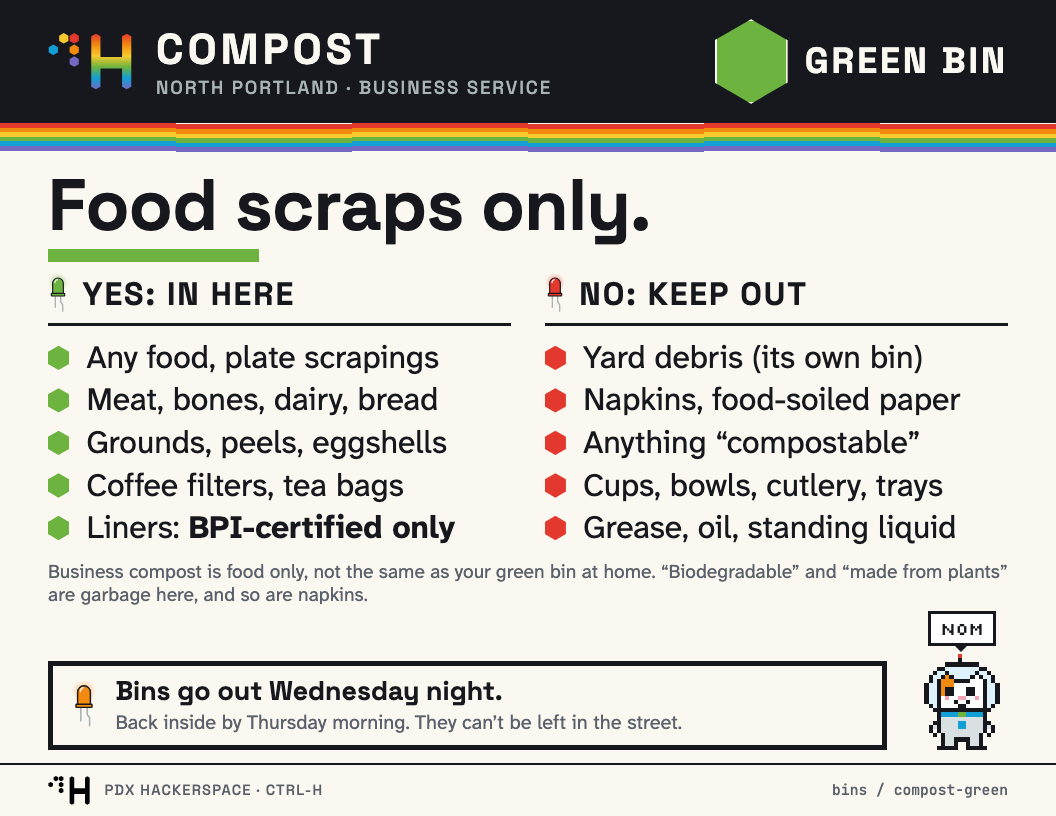 H COMPOST
NORTH PORTLAND · BUSINESS SERVICE
GREEN BIN
Food scraps only.
YES: IN HERE
Any food, plate scrapings
Meat, bones, dairy, bread
Grounds, peels, eggshells
Coffee filters, tea bags
Liners: BPI-certified only
NO: KEEP OUT
Yard debris (its own bin)
Napkins, food-soiled paper
Anything “compostable”
Cups, bowls, cutlery, trays
Grease, oil, standing liquid
Business compost is food only, not the same as your green bin at home. “Biodegradable” and “made from plants”
are garbage here, and so are napkins.
NOM
Bins go out Wednesday night.
Back inside by Thursday morning. They can’t be left in the street.
H PDX HACKERSPACE · CTRL-H
bins / compost-green